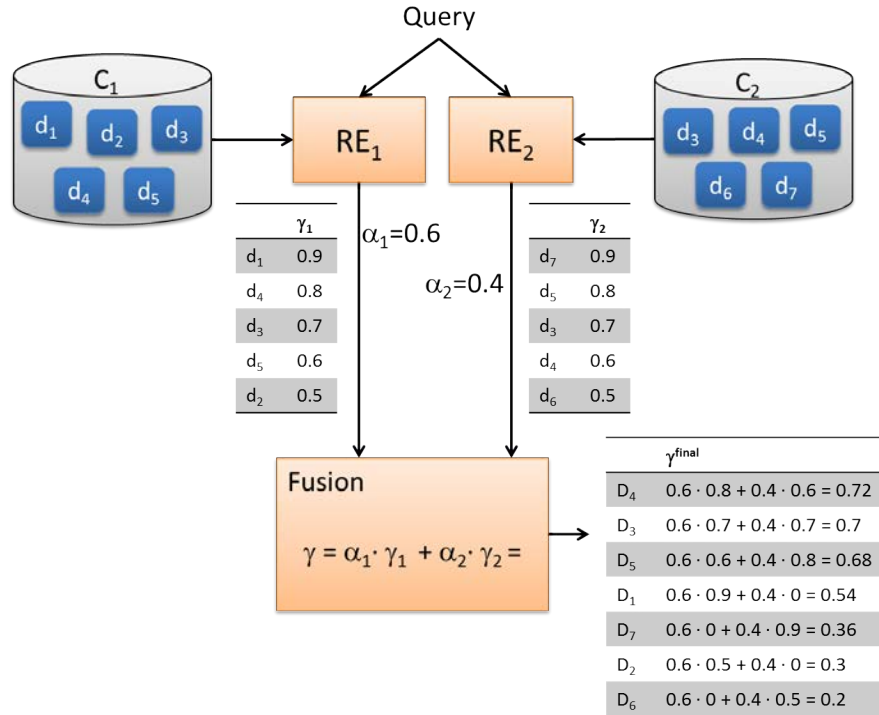 Query
C₁
d₁ d₂ d₃
d₄ d₅
RE₁
RE₂
C₂
d₃ d₄ d₅
d₆ d₇
γ₁
d₁ 0.9
d₄ 0.8
d₃ 0.7
d₅ 0.6
d₂ 0.5
α₁=0.6
α₂=0.4
γ₂
d₇ 0.9
d₅ 0.8
d₃ 0.7
d₄ 0.6
d₆ 0.5
Fusion
γ = α₁· γ₁ + α₂· γ₂ =
γᶠⁱⁿᵃˡ
D₄ 0.6 · 0.8 + 0.4 · 0.6 = 0.72
D₃ 0.6 · 0.7 + 0.4 · 0.7 = 0.7
D₅ 0.6 · 0.6 + 0.4 · 0.8 = 0.68
D₁ 0.6 · 0.9 + 0.4 · 0 = 0.54
D₇ 0.6 · 0 + 0.4 · 0.9 = 0.36
D₂ 0.6 · 0.5 + 0.4 · 0 = 0.3
D₆ 0.6 · 0 + 0.4 · 0.5 = 0.2